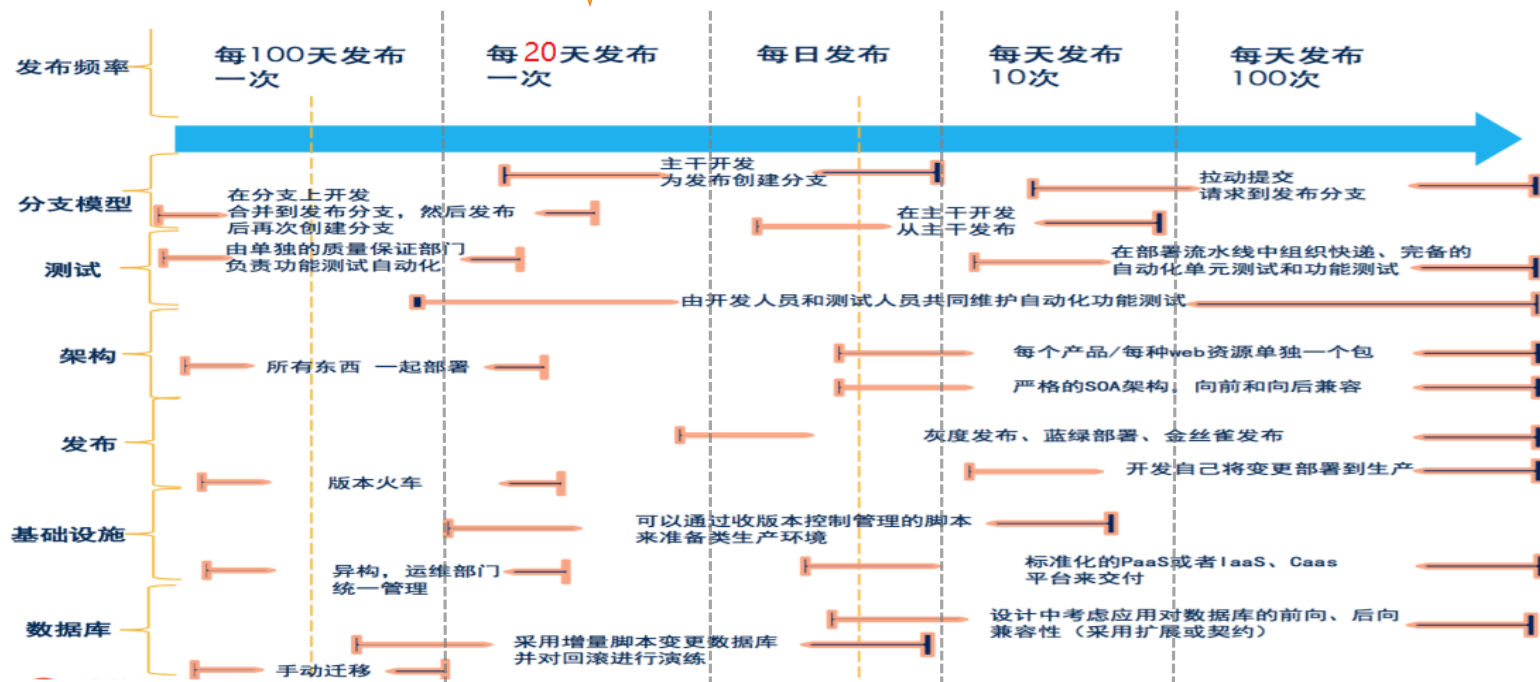 发布频率
每100天发布
一次
每20天发布
一次
每日发布
每天发布
10次
每天发布
100次
分支模型
主干开发
为发布创建分支
拉动提交
请求到发布分支
在分支上开发
合并到发布分支，然后发布
后再次创建分支
在主干开发
从主干发布
测试
由单独的质量保证部门
负责功能测试自动化
在部署流水线中组织快递、完备的
自动化单元测试和功能测试
由开发人员和测试人员共同维护自动化功能测试
架构
所有东西 一起部署
每个产品/每种web资源单独一个包
严格的SOA架构，向前和向后兼容
发布
灰度发布、蓝绿部署、金丝雀发布
开发自己将变更部署到生产
版本火车
基础设施
可以通过收版本控制管理的脚本
来准备类生产环境
异构，运维部门
统一管理
标准化的PaaS或者IaaS、Caas
平台来交付
数据库
设计中考虑应用对数据库的前向、后向
兼容性（采用扩展或契约）
采用增量脚本变更数据库
并对回滚进行演练
手动迁移